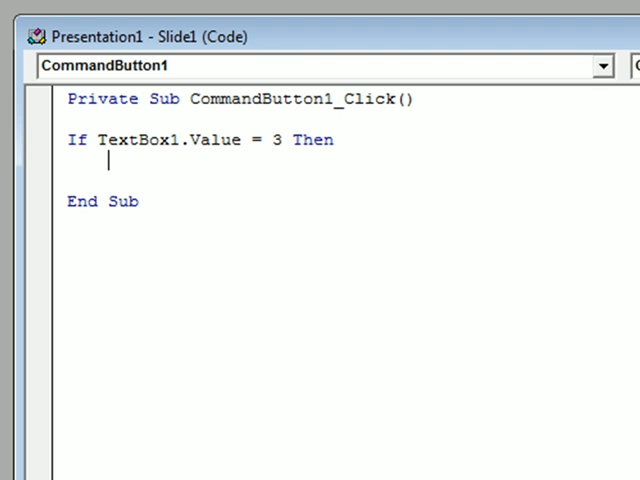 Presentation1 - Slide1 (Code)
CommandButton1
Private Sub CommandButton1_Click()
If TextBox1.Value = 3 Then
End Sub